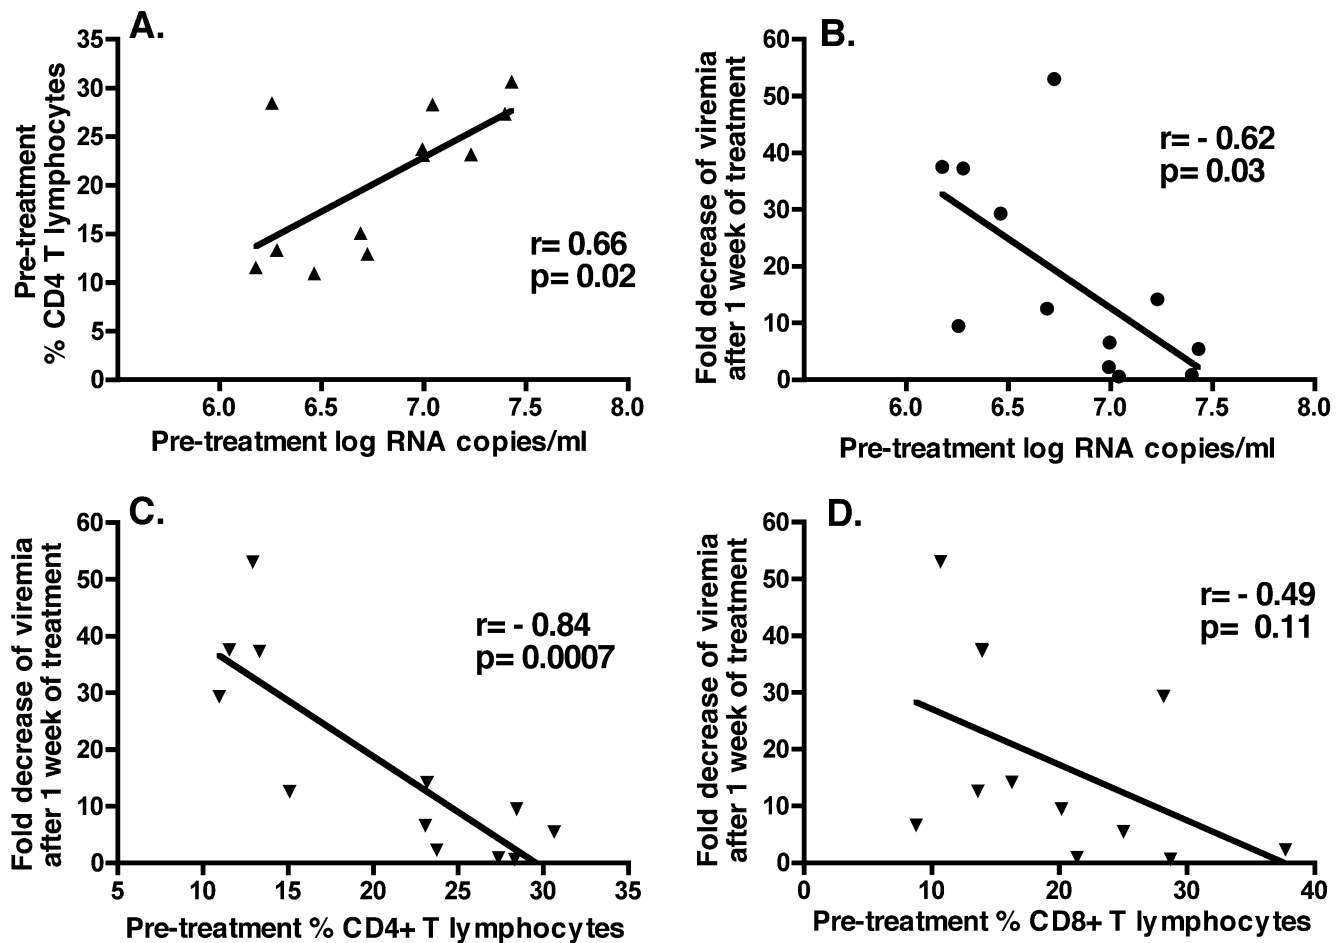 A.
Pre-treatment
% CD4 T lymphocytes
35
30
25
20
15
10
5
0
r= 0.66
p= 0.02
6.0 6.5 7.0 7.5 8.0
Pre-treatment log RNA copies/ml
B.
Fold decrease of viremia
after 1 week of treatment
60
50
40
30
20
10
0
r= - 0.62
p= 0.03
6.0 6.5 7.0 7.5 8.0
Pre-treatment log RNA copies/ml
C.
Fold decrease of viremia
after 1 week of treatment
60
50
40
30
20
10
0
r= - 0.84
p= 0.0007
5 10 15 20 25 30 35
Pre-treatment % CD4+ T lymphocytes
D.
Fold decrease of viremia
after 1 week of treatment
60
50
40
30
20
10
0
r= - 0.49
p= 0.11
0 10 20 30 40
Pre-treatment % CD8+ T lymphocytes